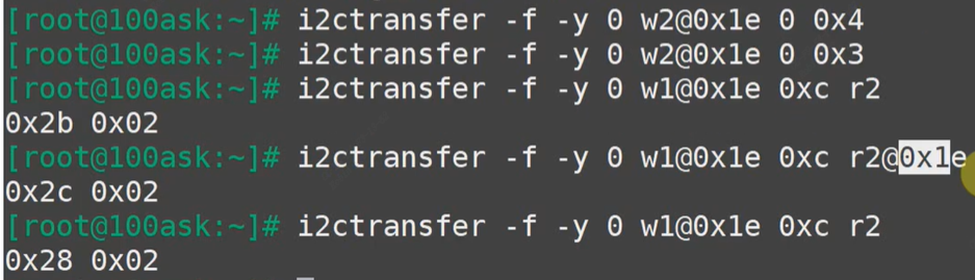 [root@100ask:~]# i2ctransfer -f -y 0 w2@0x1e 0 0x4
[root@100ask:~]# i2ctransfer -f -y 0 w2@0x1e 0 0x3
[root@100ask:~]# i2ctransfer -f -y 0 w1@0x1e 0xc r2
0x2b 0x02
[root@100ask:~]# i2ctransfer -f -y 0 w1@0x1e 0xc r2@0x1e
0x2c 0x02
[root@100ask:~]# i2ctransfer -f -y 0 w1@0x1e 0xc r2
0x28 0x02